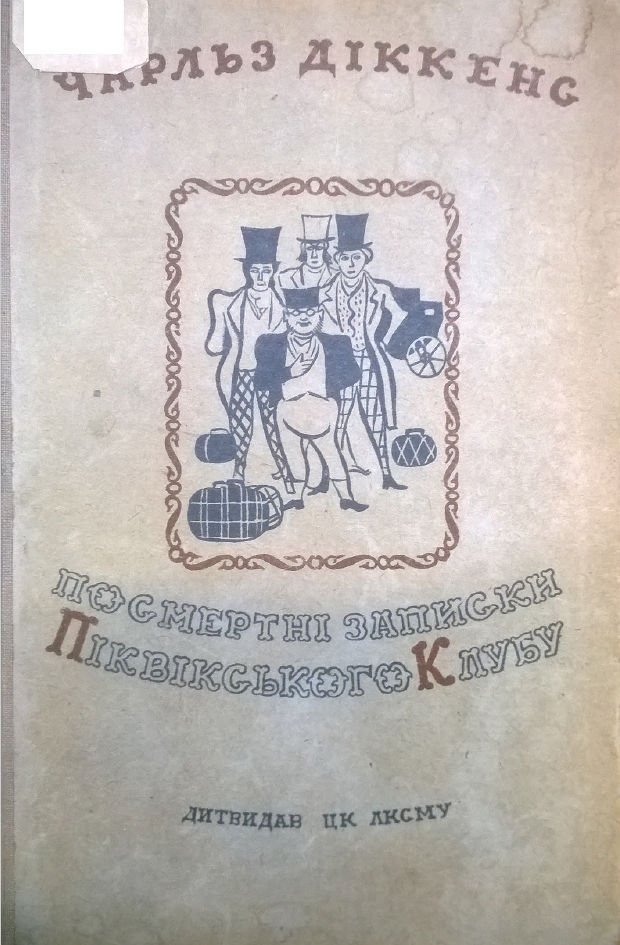 ЧАРЛЬЗ ДІККЕНС
ПОСМЕРТНІ ЗАПИСКИ
ПІКВІКСЬКОГО КЛУБУ
ДИТВИДАВ ЦК ЛКСМУ